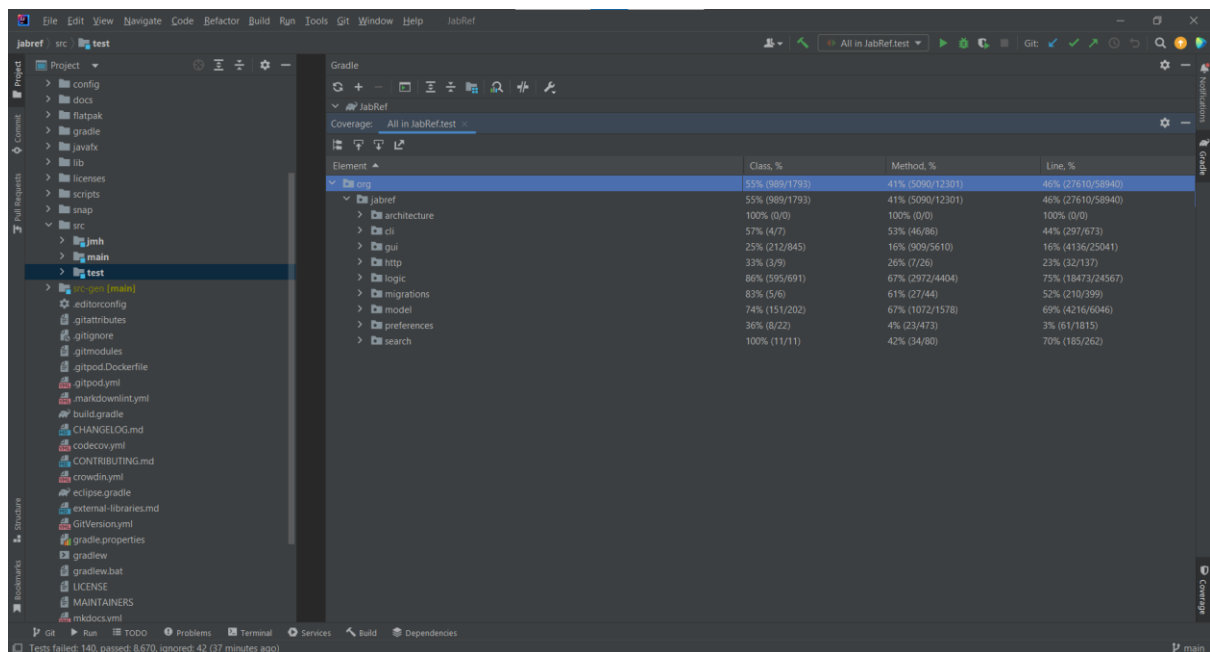 File Edit View Navigate Code Refactor Build Run Tools Git Window Help JabRef
jabref src test
All in JabRef.test Git:
Project
Project
config
docs
flatpak
gradle
javafx
lib
licenses
scripts
snap
src
jmh
main
test
src-gen [main]
.editorconfig
.gitattributes
.gitignore
.gitmodules
.gitpod.Dockerfile
.gitpod.yml
.markdownlint.yml
build.gradle
CHANGELOG.md
codecov.yml
CONTRIBUTING.md
crowdin.yml
eclipse.gradle
external-libraries.md
GitVersion.yml
gradle.properties
gradlew
gradlew.bat
LICENSE
MAINTAINERS
mkdocs.yml
Commit
Pull Requests
Structure
Bookmarks
Gradle
JabRef
Coverage: All in JabRef.test
Element Class, % Method, % Line, %
org 55% (989/1793) 41% (5090/12301) 46% (27610/58940)
jabref 55% (989/1793) 41% (5090/12301) 46% (27610/58940)
architecture 100% (0/0) 100% (0/0) 100% (0/0)
cli 57% (4/7) 53% (46/86) 44% (297/673)
gui 25% (212/845) 16% (909/5610) 16% (4136/25041)
http 33% (3/9) 26% (7/26) 23% (32/137)
logic 86% (595/691) 67% (2972/4404) 75% (18473/24567)
migrations 83% (5/6) 61% (27/44) 52% (210/399)
model 74% (151/202) 67% (1072/1578) 69% (4216/6046)
preferences 36% (8/22) 4% (23/473) 3% (61/1815)
search 100% (11/11) 42% (34/80) 70% (185/262)
Notifications
Gradle
Coverage
Git Run TODO Problems Terminal Services Build Dependencies
Tests failed: 140, passed: 8,670, ignored: 42 (37 minutes ago) main